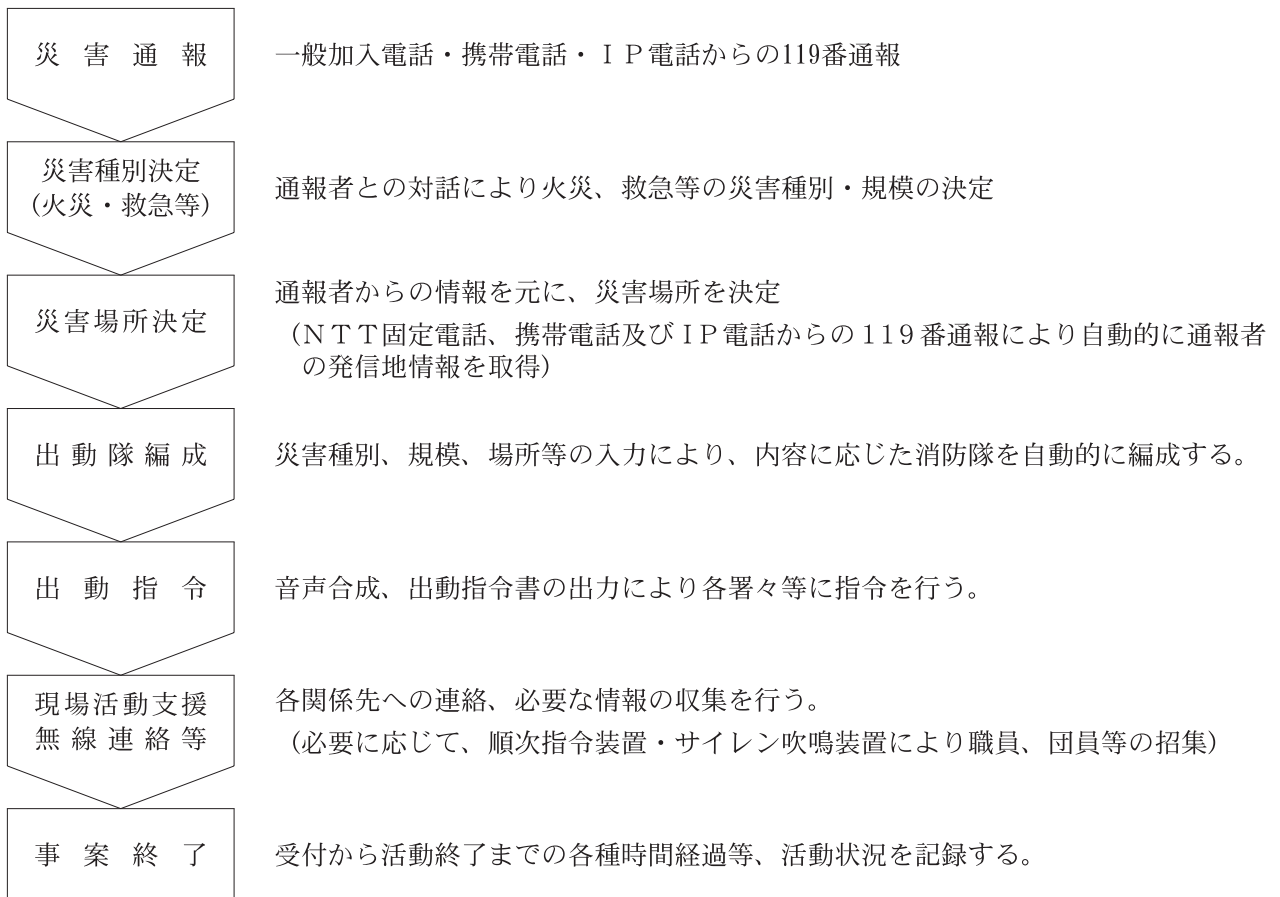 災害通報
一般加入電話・携帯電話・ＩＰ電話からの119番通報
災害種別決定
(火災・救急等)
通報者との対話により火災、救急等の災害種別・規模の決定
災害場所決定
通報者からの情報を元に、災害場所を決定
(ＮＴＴ固定電話、携帯電話及びＩＰ電話からの119番通報により自動的に通報者
の発信地情報を取得)
出動隊編成
災害種別、規模、場所等の入力により、内容に応じた消防隊を自動的に編成する。
出動指令
音声合成、出動指令書の出力により各署々等に指令を行う。
現場活動支援
無線連絡等
各関係先への連絡、必要な情報の収集を行う。
(必要に応じて、順次指令装置・サイレン吹鳴装置により職員、団員等の招集)
事案終了
受付から活動終了までの各種時間経過等、活動状況を記録する。